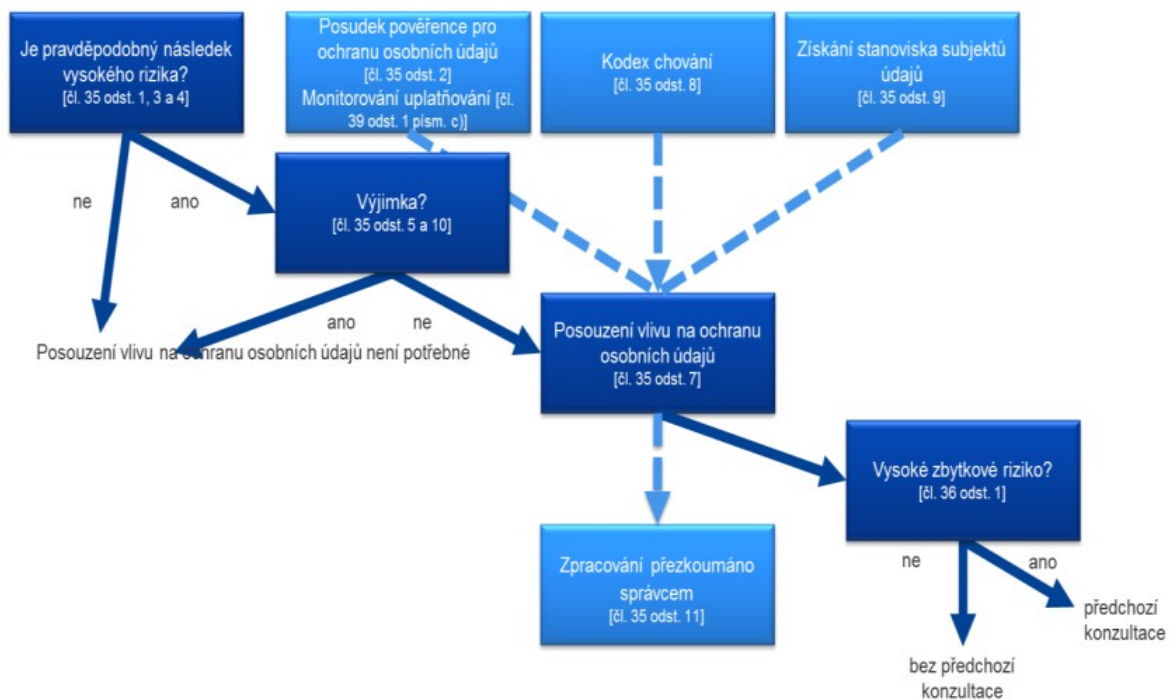 Je pravděpodobný následek
vysokého rizika?
[čl. 35 odst. 1, 3 a 4]
Posudek pověřence pro
ochranu osobních údajů
[čl. 35 odst. 2]
Monitorování uplatňování [čl.
39 odst. 1 písm. c)]
Kodex chování
[čl. 35 odst. 8]
Získání stanoviska subjektů
údajů
[čl. 35 odst. 9]
ne
ano
Výjimka?
[čl. 35 odst. 5 a 10]
ano
ne
Posouzení vlivu na ochranu osobních údajů není potřebné
Posouzení vlivu na ochranu
osobních údajů
[čl. 35 odst. 7]
Vysoké zbytkové riziko?
[čl. 36 odst. 1]
Zpracování přezkoumáno
správcem
[čl. 35 odst. 11]
ne
ano
předchozí
konzultace
bez předchozí
konzultace